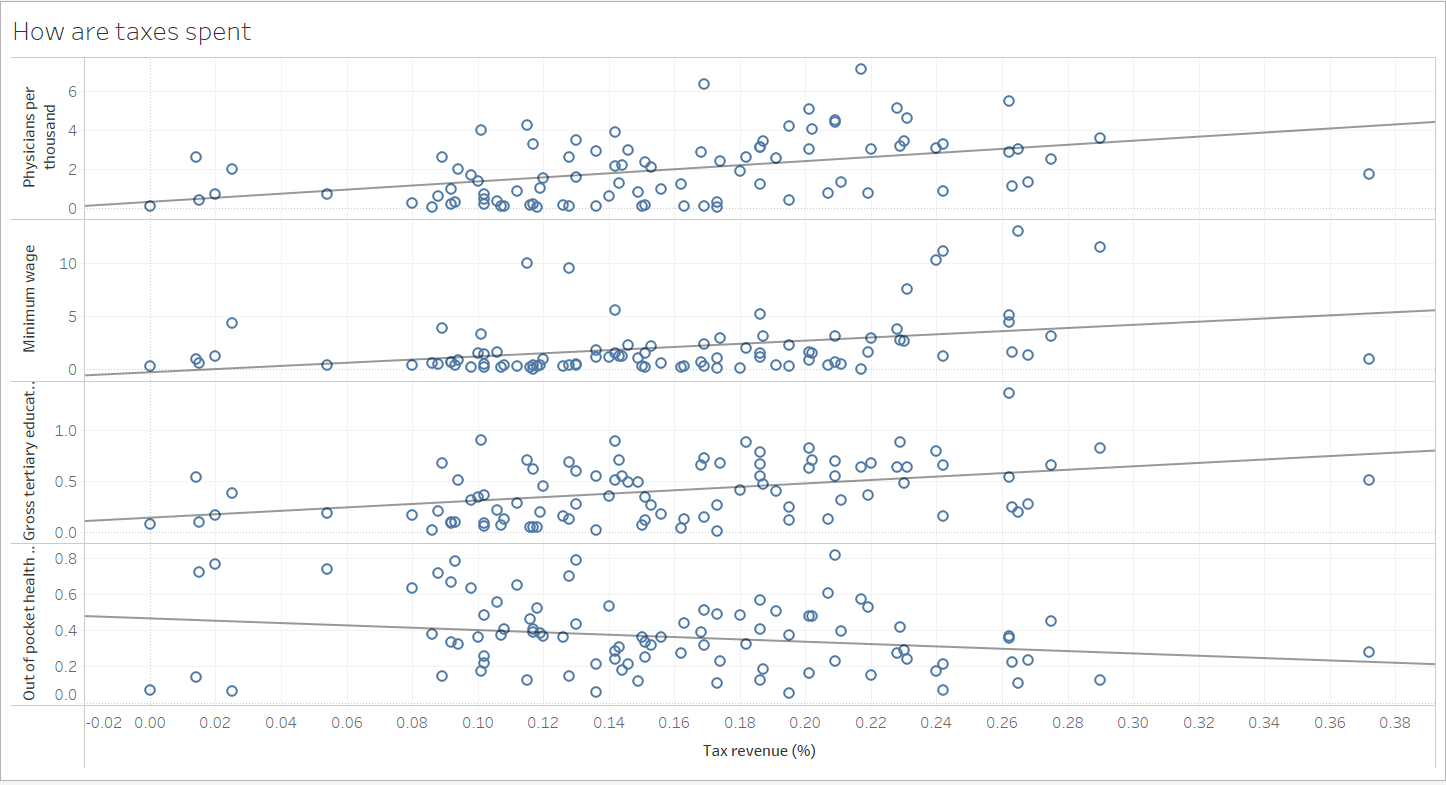 How are taxes spent
Physicians per
thousand
6
4
2
0
Minimum wage
10
5
0
Gross tertiary educat..
1.0
0.5
0.0
Out of pocket health ..
0.8
0.6
0.4
0.2
0.0
-0.02 0.00 0.02 0.04 0.06 0.08 0.10 0.12 0.14 0.16 0.18 0.20 0.22 0.24 0.26 0.28 0.30 0.32 0.34 0.36 0.38
Tax revenue (%)